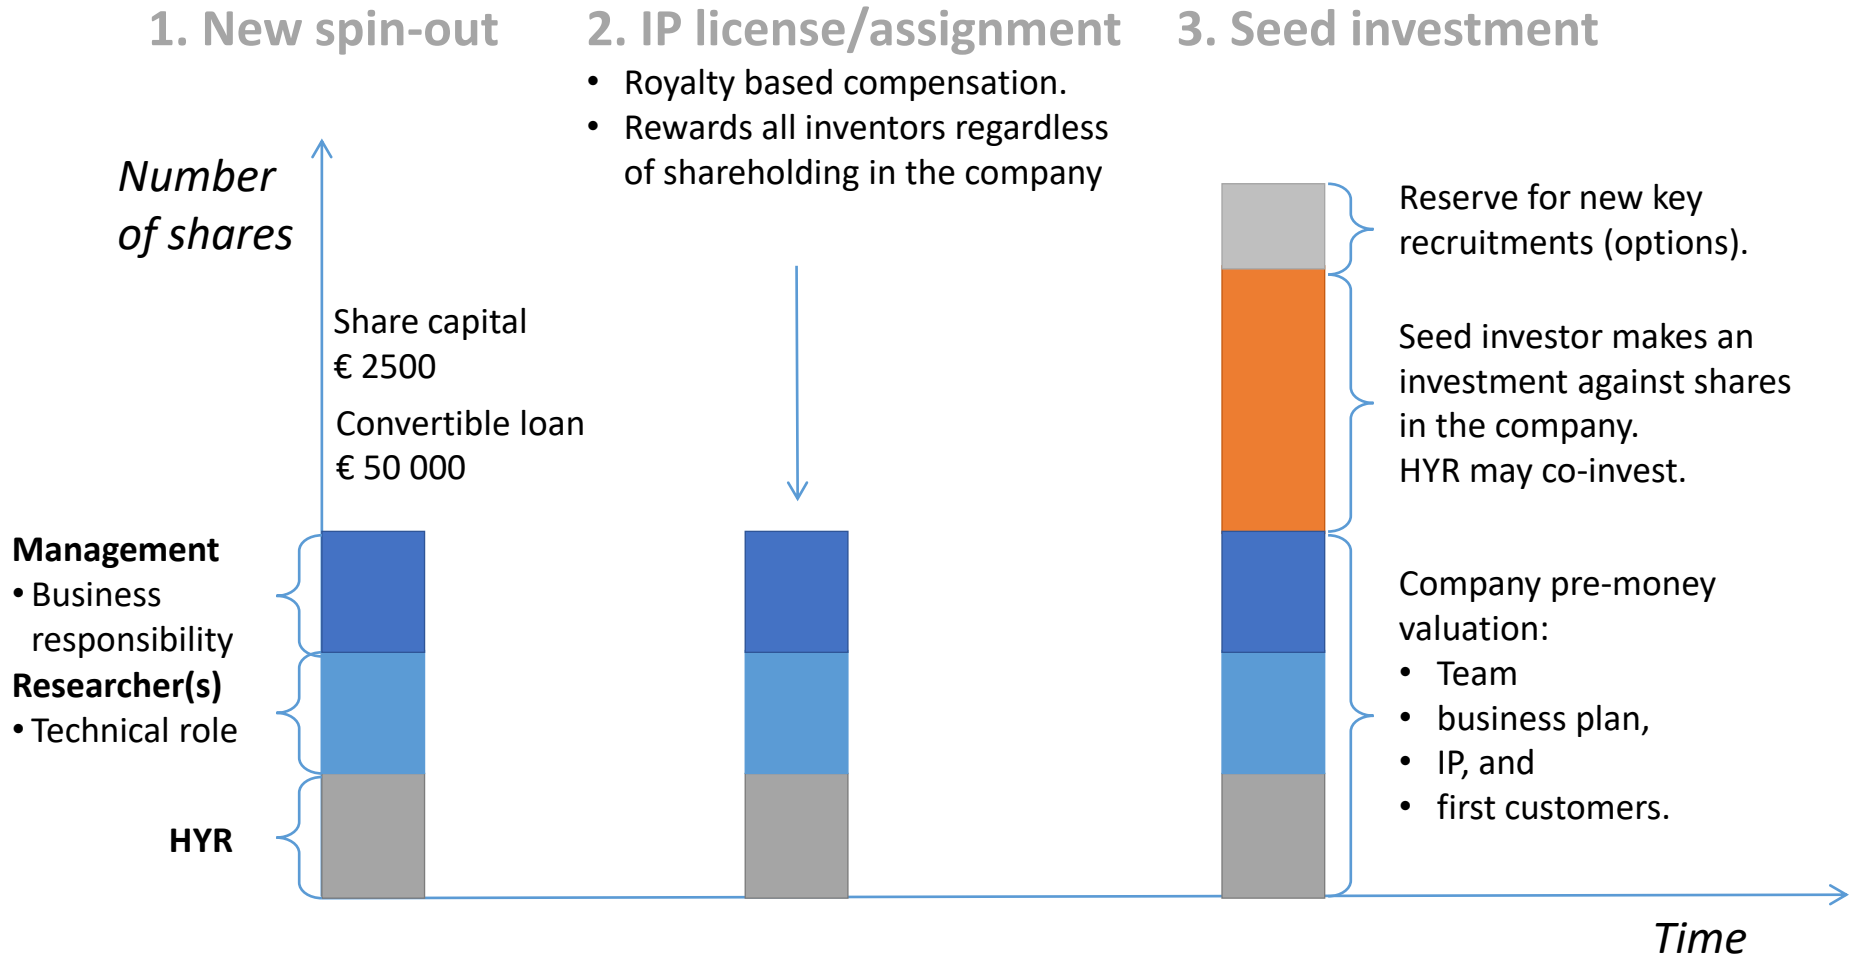 1. New spin-out
2. IP license/assignment
• Royalty based compensation.
• Rewards all inventors regardless
of shareholding in the company
3. Seed investment
Number
of shares
Share capital
€ 2500
Convertible loan
€ 50 000
Management
• Business
responsibility
Researcher(s)
• Technical role
HYR
Reserve for new key
recruitments (options).
Seed investor makes an
investment against shares
in the company.
HYR may co-invest.
Company pre-money
valuation:
• Team
• business plan,
• IP, and
• first customers.
Time